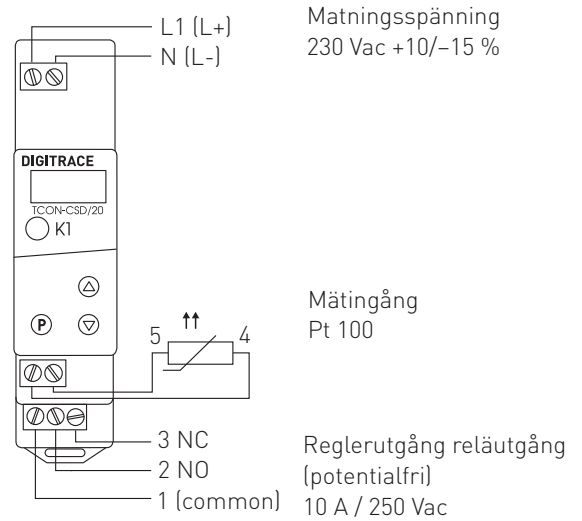 L1 (L+)
N (L-)
Matningsspänning
230 Vac +10/–15 %
DIGITRACE
TCON-CSD/20
K1
P
5
4
Mätingång
Pt 100
3 NC
2 NO
1 (common)
Reglerutgång reläutgång
(potentialfri)
10 A / 250 Vac